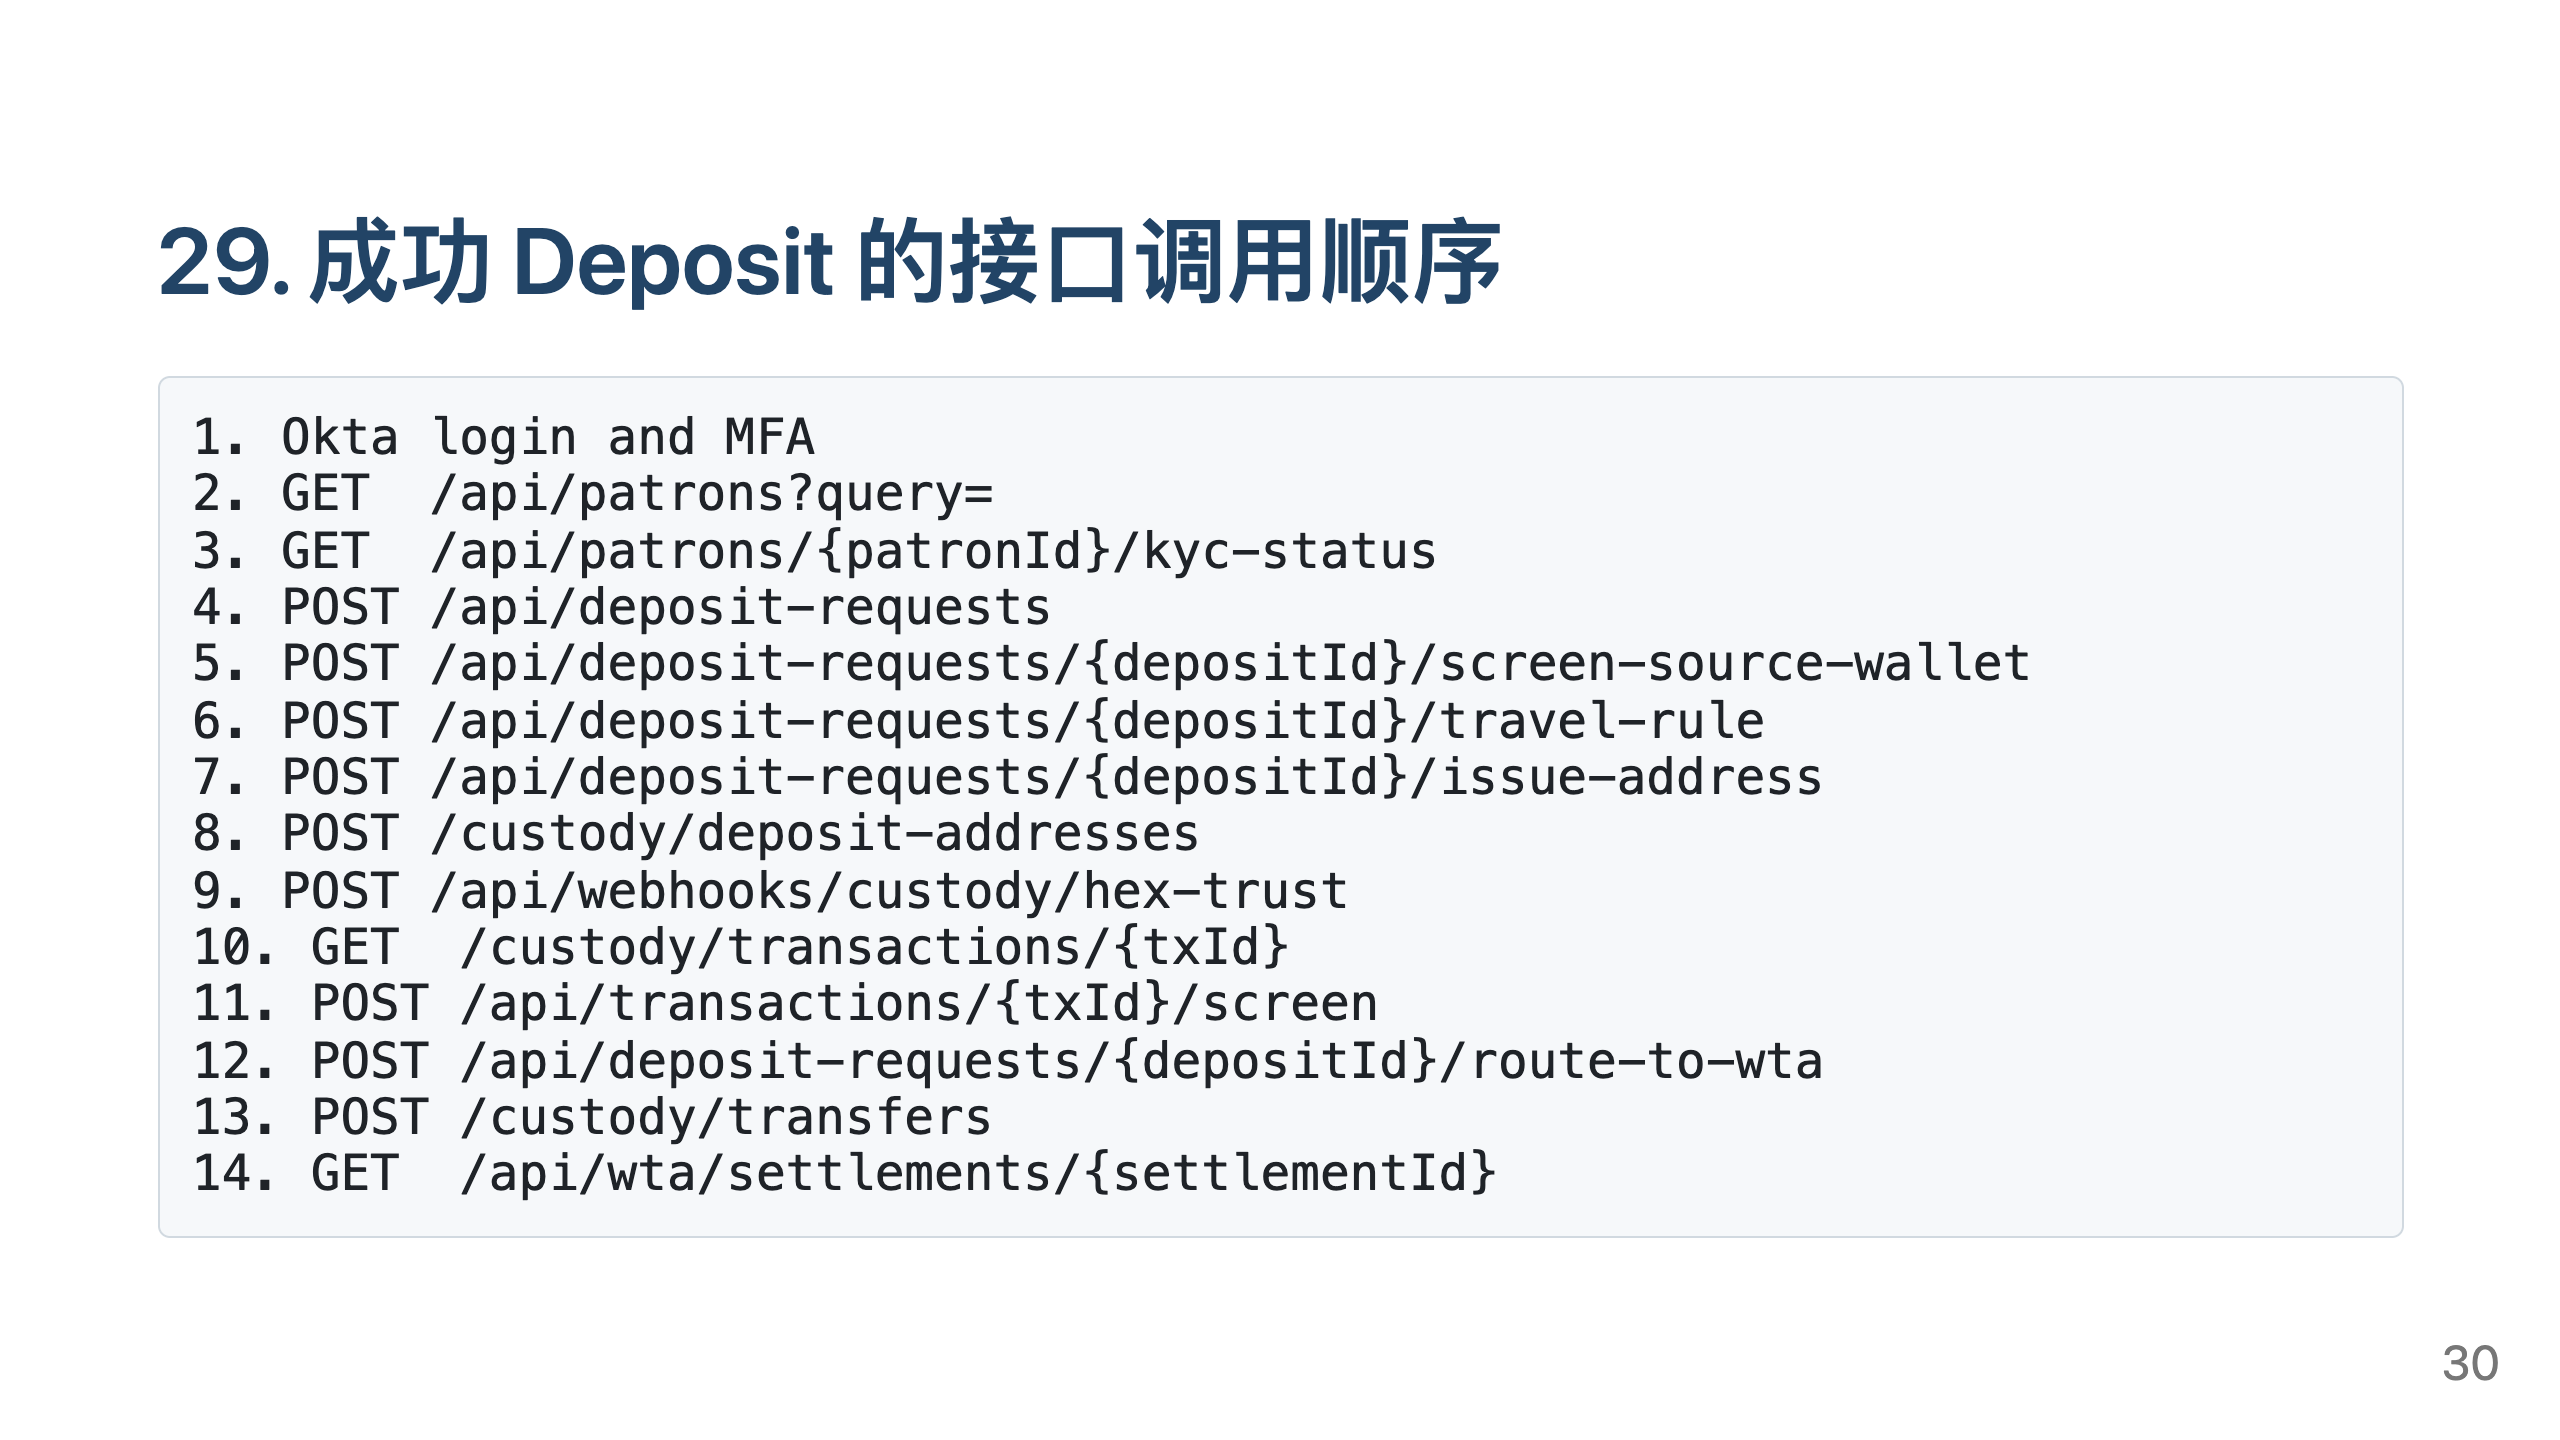 29. 成功 Deposit 的接口调用顺序
1. Okta login and MFA
2. GET  /api/patrons?query=
3. GET  /api/patrons/{patronId}/kyc-status
4. POST /api/deposit-requests
5. POST /api/deposit-requests/{depositId}/screen-source-wallet
6. POST /api/deposit-requests/{depositId}/travel-rule
7. POST /api/deposit-requests/{depositId}/issue-address
8. POST /custody/deposit-addresses
9. POST /api/webhooks/custody/hex-trust
10. GET  /custody/transactions/{txId}
11. POST /api/transactions/{txId}/screen
12. POST /api/deposit-requests/{depositId}/route-to-wta
13. POST /custody/transfers
14. GET  /api/wta/settlements/{settlementId}
30